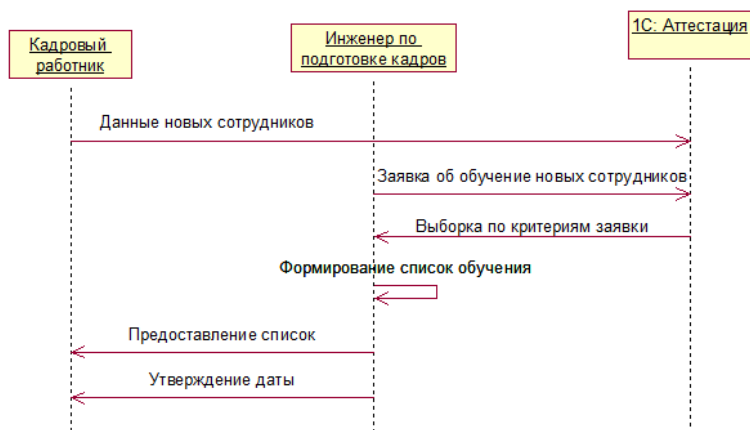 Кадровый
работник
Инженер по
подготовке кадров
1С: Аттестация
Данные новых сотрудников
Заявка об обучение новых сотрудников
Выборка по критериям заявки
Формирование список обучения
Предоставление список
Утверждение даты